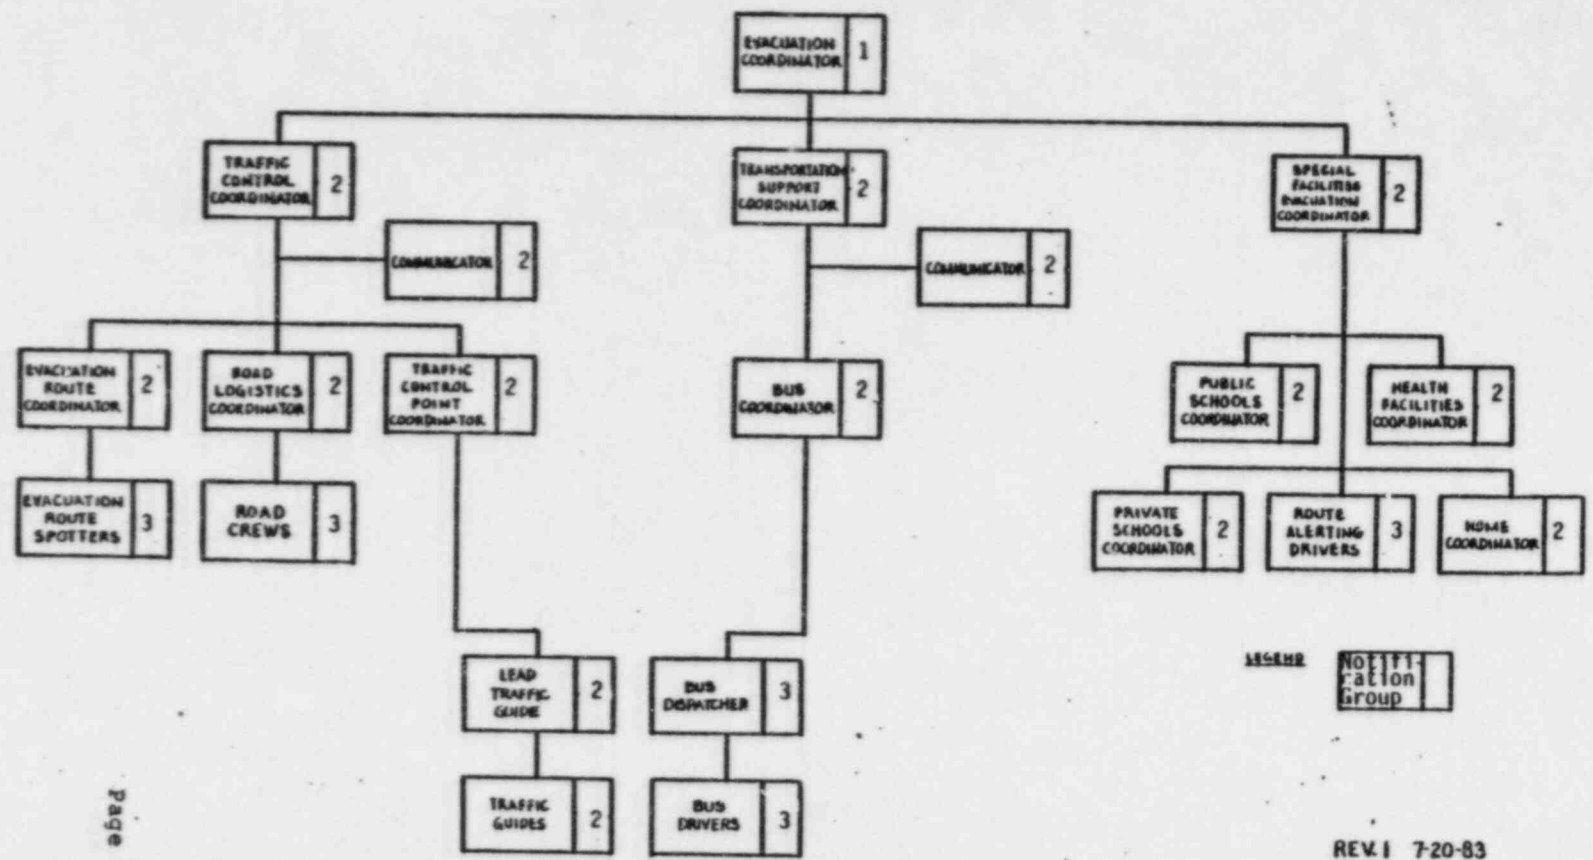 EVACUATION
COORDINATOR
1
TRAFFIC
CONTROL
COORDINATOR
2
TRANSPORTATION
SUPPORT
COORDINATOR
2
SPECIAL
FACILITIES
EVACUATION
COORDINATOR
2
COMMUNICATOR
2
COMMUNICATOR
2
EVACUATION
ROUTE
COORDINATOR
2
ROAD
LOGISTICS
COORDINATOR
2
TRAFFIC
CONTROL
POINT
COORDINATOR
2
BUS
COORDINATOR
2
PUBLIC
SCHOOLS
COORDINATOR
2
HEALTH
FACILITIES
COORDINATOR
2
EVACUATION
ROUTE
SPOTTERS
3
ROAD
CREWS
3
PRIVATE
SCHOOLS
COORDINATOR
2
ROUTE
ALERTING
DRIVERS
3
HOME
COORDINATOR
2
LEAD
TRAFFIC
GUIDE
2
BUS
DISPATCHER
3
LEGEND
Notifi-
cation
Group
TRAFFIC
GUIDES
2
BUS
DRIVERS
3
Page
REV. 1 7-20-83